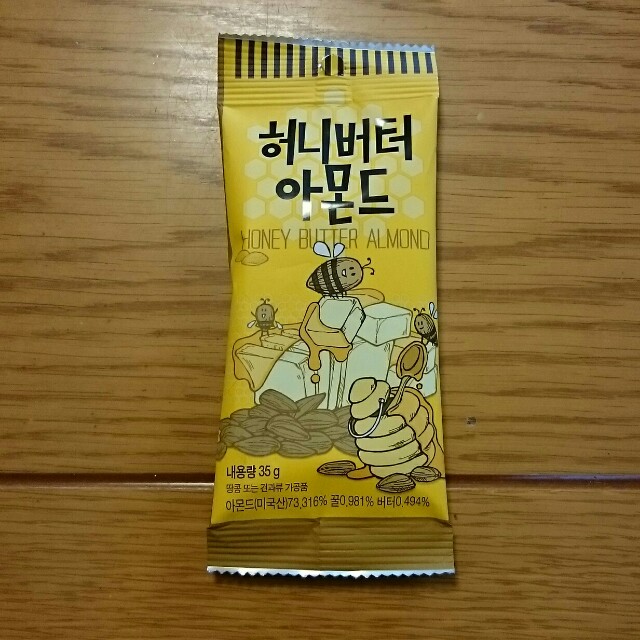 허니버터
아몬드
HONEY BUTTER ALMOND
내용량 35 g
땅콩 또는 견과류 가공품
아몬드(미국산)73,316% 꿀0,981% 버터0,494%